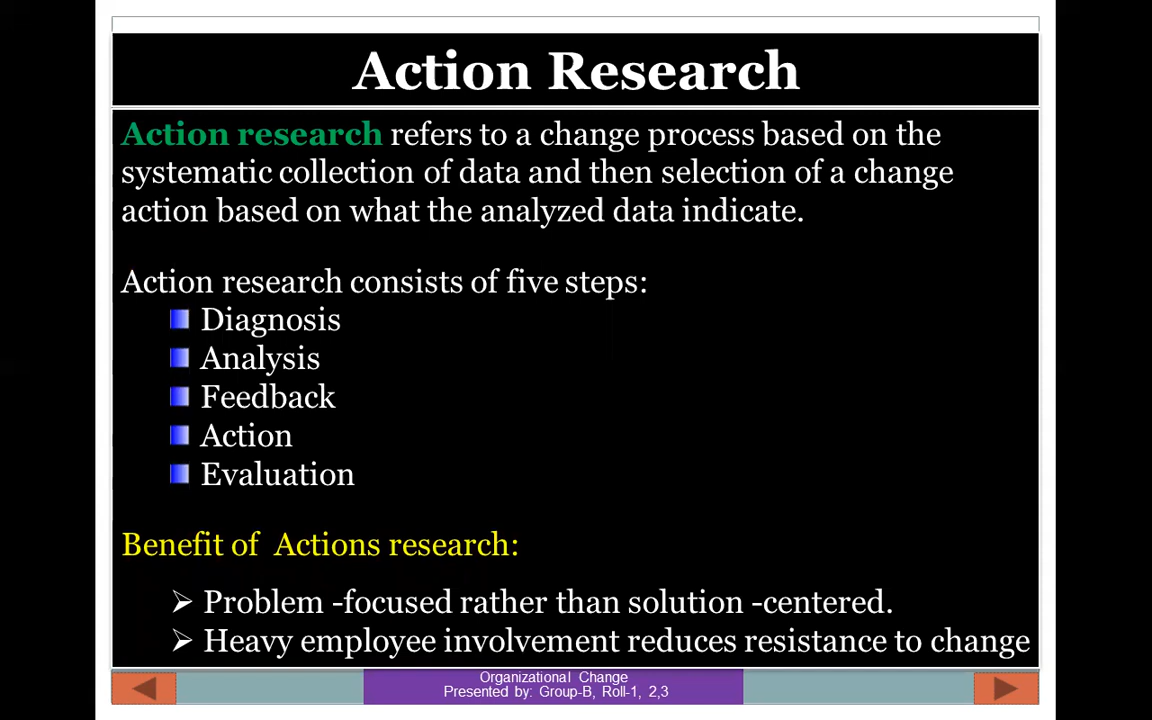 Action Research
Action research refers to a change process based on the
systematic collection of data and then selection of a change
action based on what the analyzed data indicate.
Action research consists of five steps:
Diagnosis
Analysis
Feedback
Action
Evaluation
Benefit of  Actions research:
Problem -focused rather than solution -centered.
Heavy employee involvement reduces resistance to change
Organizational Change
Presented by: Group-B, Roll-1, 2,3